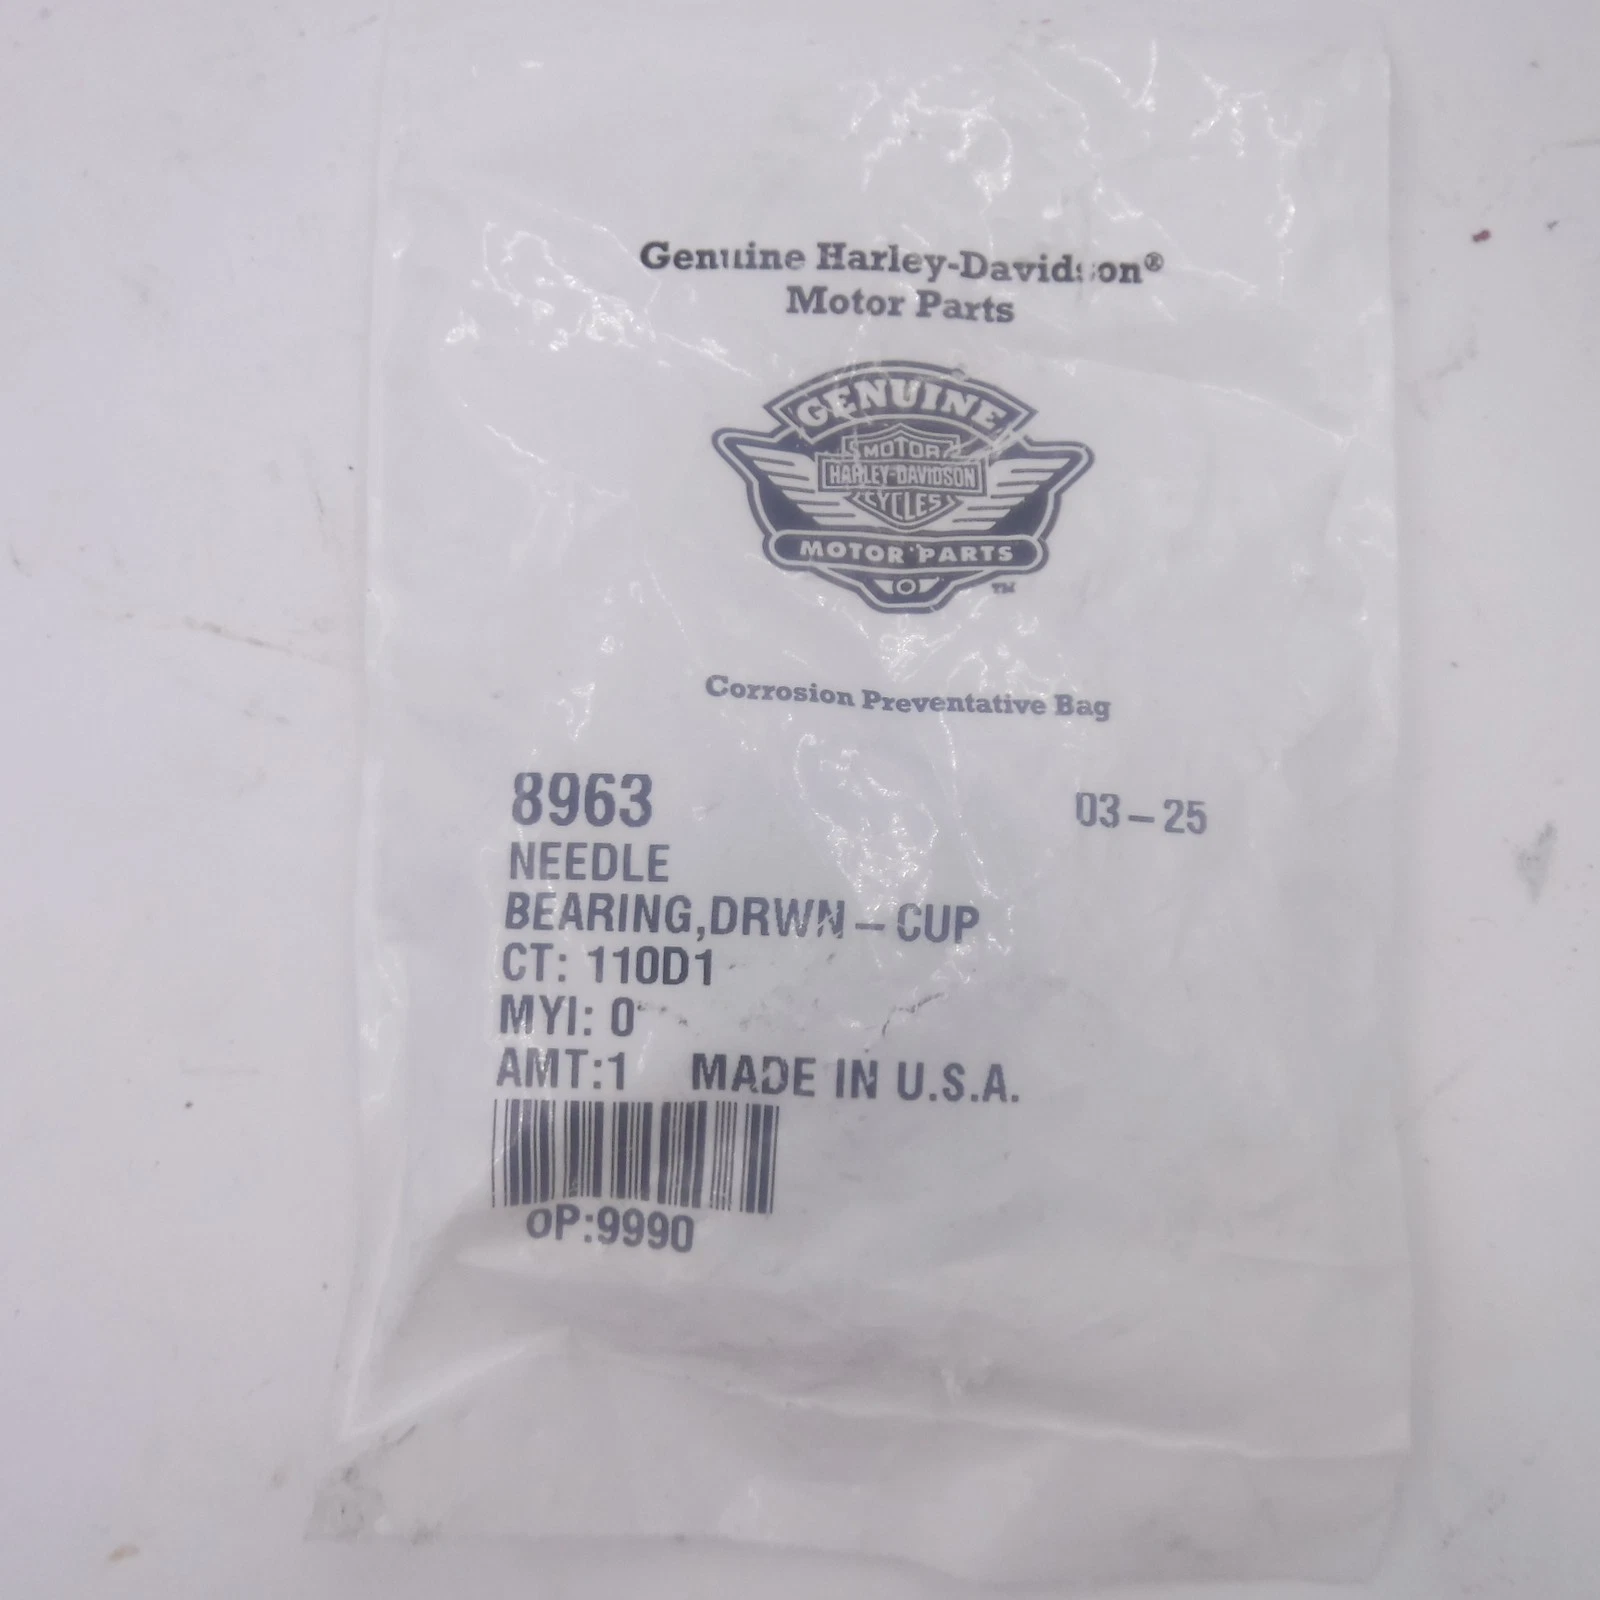 Genuine Harley-Davidson®
Motor Parts
GENUINE
MOTOR
HARLEY-DAVIDSON
CYCLES
MOTOR PARTS
TM
Corrosion Preventative Bag
8963 03-25
NEEDLE
BEARING,DRWN-CUP
CT: 110D1
MYI: 0
AMT:1 MADE IN U.S.A.
OP:9990